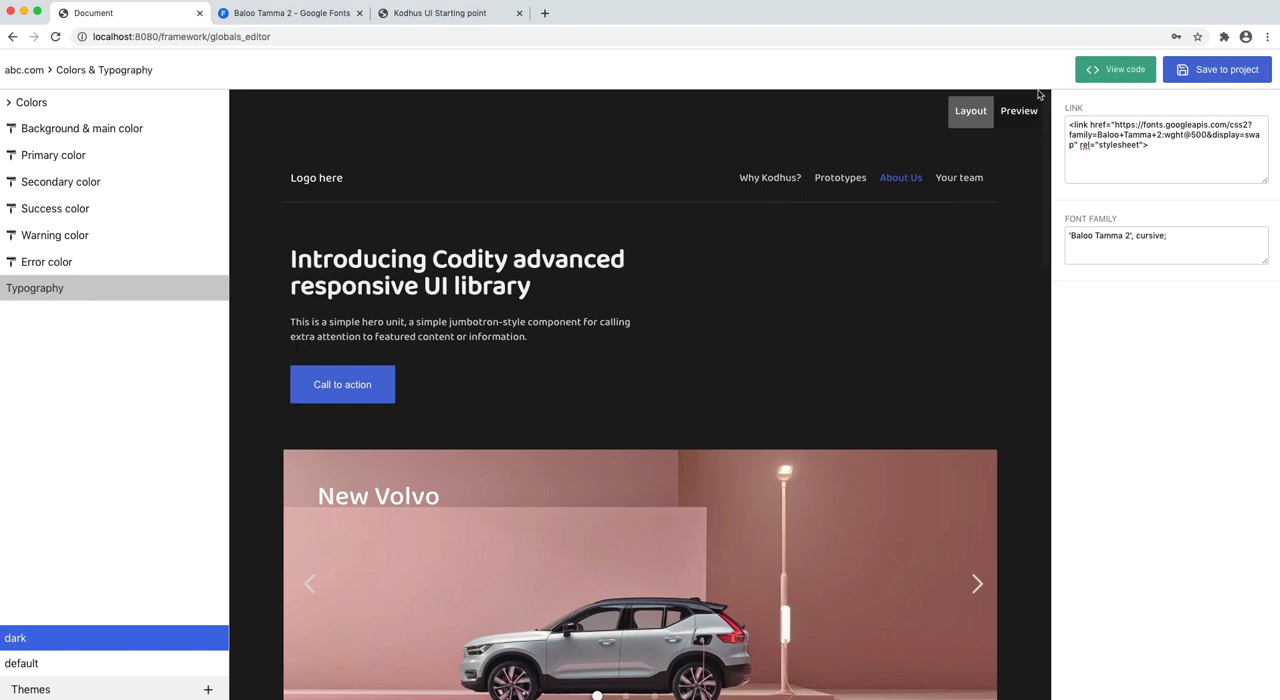 Document
Baloo Tamma 2 - Google Fonts
Kodhus UI Starting point
localhost:8080/framework/globals_editor
abc.com > Colors & Typography
View code
Save to project
Colors
Background & main color
Primary color
Secondary color
Success color
Warning color
Error color
Typography
dark
default
Themes
Layout
Preview
Logo here
Why Kodhus?
Prototypes
About Us
Your team
Introducing Codity advanced
responsive UI library
This is a simple hero unit, a simple jumbotron-style component for calling
extra attention to featured content or information.
Call to action
New Volvo
LINK
<link href="https://fonts.googleapis.com/css2?
family=Baloo+Tamma+2:wght@500&display=swa
p" rel="stylesheet">
FONT FAMILY
'Baloo Tamma 2', cursive;